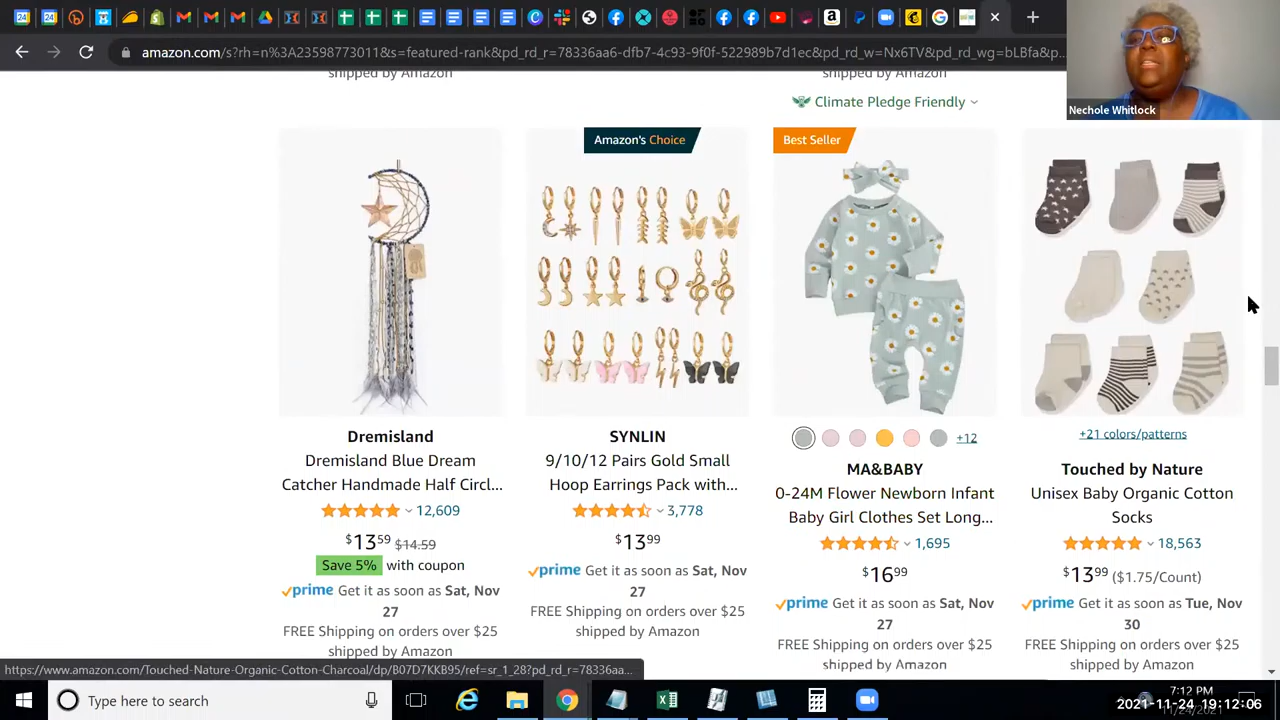 amazon.com/s?rh=n%3A23598773011&s=featured-rank&pd_rd_r=78336aa6-dfb7-4c93-9f0f-522989b7d1ec&pd_rd_w=Nx6TV&pd_rd_wg=bLBfa&p...
Nechole Whitlock
shipped by Amazon
shipped by Amazon
Climate Pledge Friendly
Amazon's Choice
Best Seller
Dremisland
Dremisland Blue Dream
Catcher Handmade Half Circl...
12,609
$13.59 $14.59
Save 5% with coupon
prime Get it as soon as Sat, Nov
27
FREE Shipping on orders over $25
shipped by Amazon
SYNLIN
9/10/12 Pairs Gold Small
Hoop Earrings Pack with...
3,778
$13.99
prime Get it as soon as Sat, Nov
27
FREE Shipping on orders over $25
shipped by Amazon
+12
MA&BABY
0-24M Flower Newborn Infant
Baby Girl Clothes Set Long...
1,695
$16.99
prime Get it as soon as Sat, Nov
27
FREE Shipping on orders over $25
shipped by Amazon
+21 colors/patterns
Touched by Nature
Unisex Baby Organic Cotton
Socks
18,563
$13.99 ($1.75/Count)
prime Get it as soon as Tue, Nov
30
FREE Shipping on orders over $25
shipped by Amazon
https://www.amazon.com/Touched-Nature-Organic-Cotton-Charcoal/dp/B07D7KKB95/ref=sr_1_28?pd_rd_r=78336aa...
Type here to search
7:12 PM
2021-11-24 19:12:06
11/24/2021